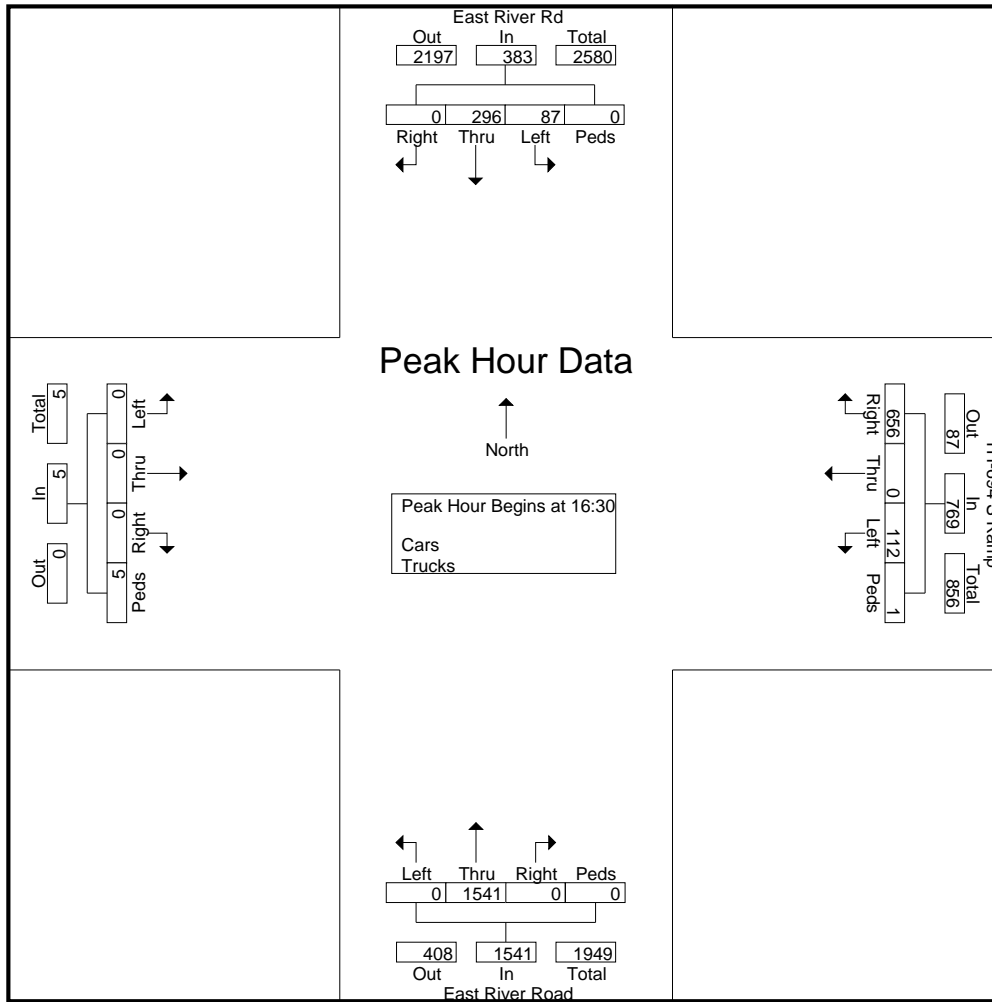 East River Rd
Out In Total
2197 383 2580
0 296 87 0
Right Thru Left Peds
Peak Hour Data
North
Peak Hour Begins at 16:30
Cars
Trucks
Total In Out
5 5 0
0 0 0 5
Left Thru Right Peds
Out In Total
87 769 856
656 0 112 1
Right Thru Left Peds
Left Thru Right Peds
0 1541 0 0
408 1541 1949
Out In Total
East River Road